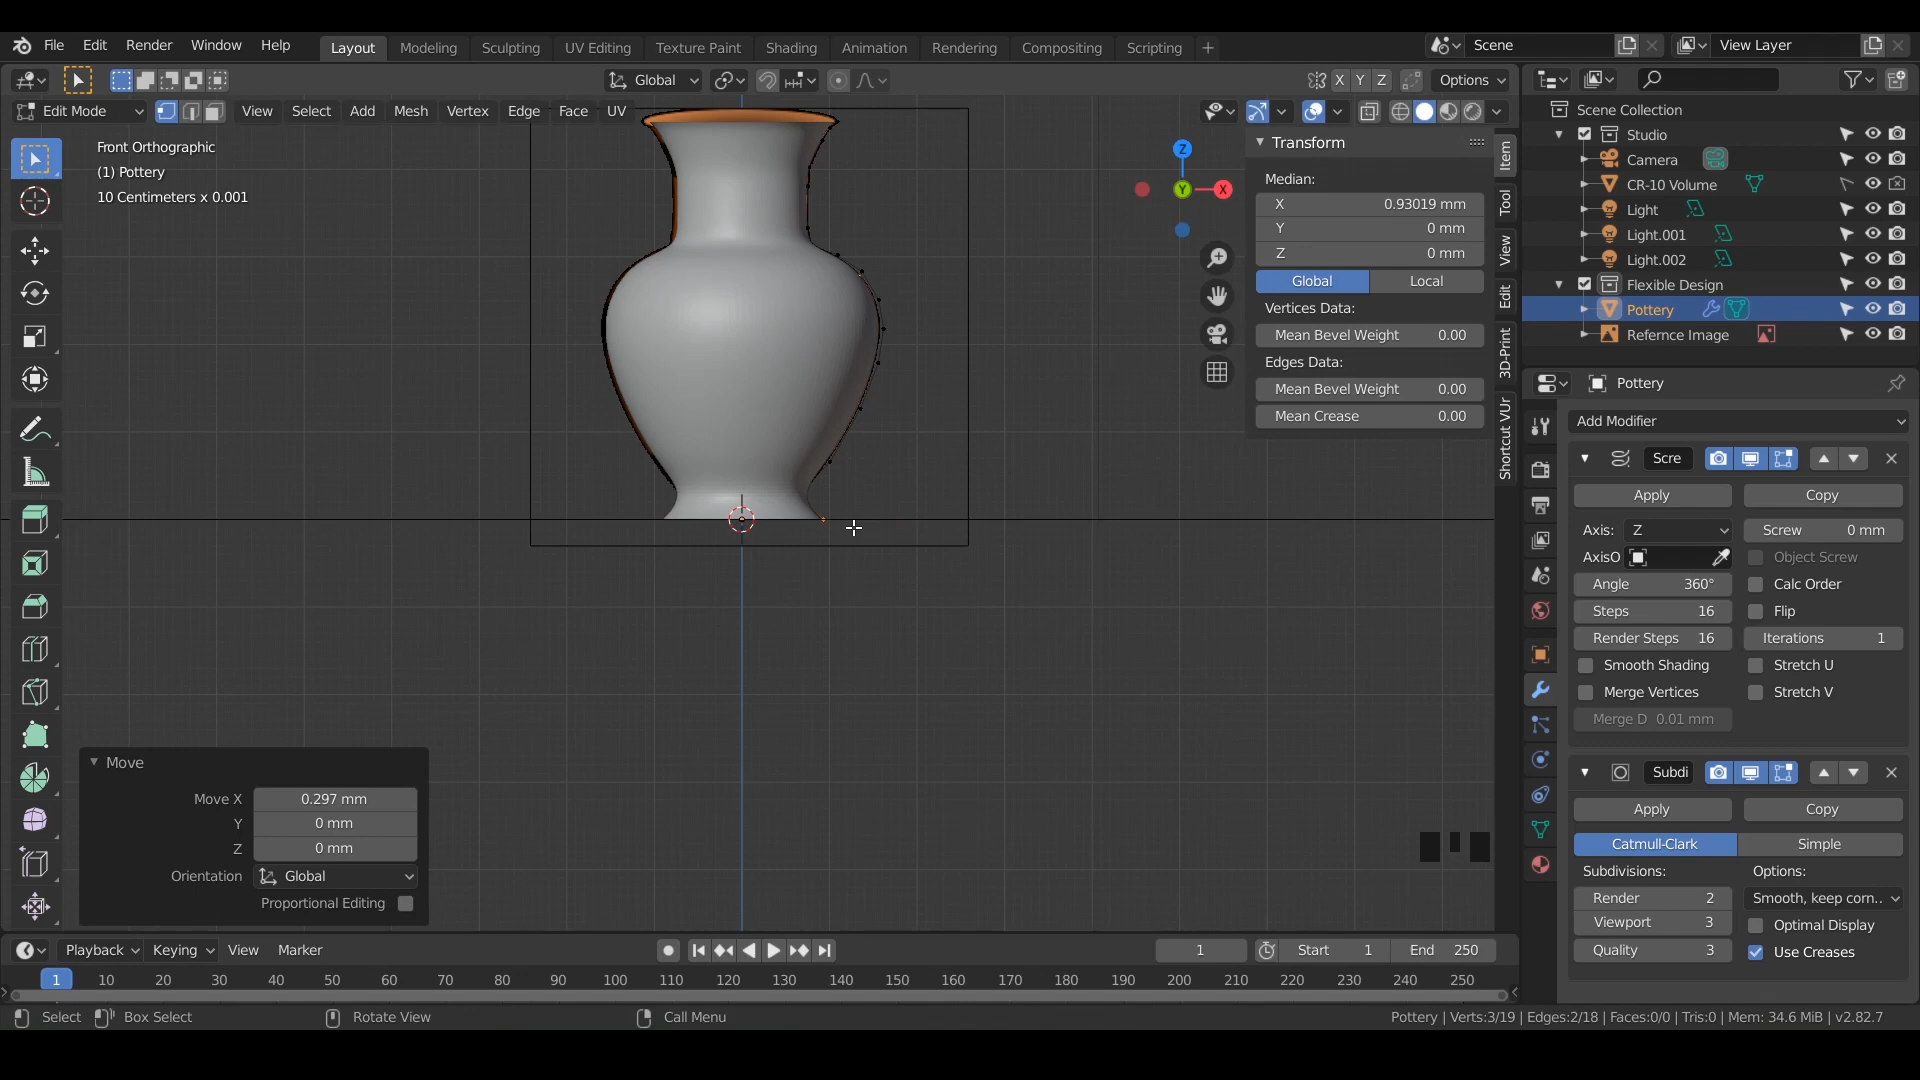 File Edit Render Window Help Layout Modeling Sculpting UV Editing Texture Paint Shading Animation Rendering Compositing Scripting + Scene View Layer
Global Options X Y Z
Edit Mode View Select Add Mesh Vertex Edge Face UV
Front Orthographic
(1) Pottery
10 Centimeters x 0.001
Z
Y
X
Transform
Median:
X 0.93019 mm
Y 0 mm
Z 0 mm
Global Local
Vertices Data:
Mean Bevel Weight 0.00
Edges Data:
Mean Bevel Weight 0.00
Mean Crease 0.00
Item
Tool
View
Edit
3D-Print
Shortcut VUr
Scene Collection
Studio
Camera
CR-10 Volume
Light
Light.001
Light.002
Flexible Design
Pottery
Refernce Image
Pottery
Add Modifier
Scre
Apply Copy
Axis: Z Screw 0 mm
AxisO Object Screw
Angle 360° Calc Order
Steps 16 Flip
Render Steps 16 Iterations 1
Smooth Shading Stretch U
Merge Vertices Stretch V
Merge D 0.01 mm
Subdi
Apply Copy
Catmull-Clark Simple
Subdivisions: Options:
Render 2 Smooth, keep corn..
Viewport 3 Optimal Display
Quality 3 Use Creases
Move
Move X 0.297 mm
Y 0 mm
Z 0 mm
Orientation Global
Proportional Editing
Playback Keying View Marker 1 Start 1 End 250
1 10 20 30 40 50 60 70 80 90 100 110 120 130 140 150 160 170 180 190 200 210 220 230 240 250
Select Box Select Rotate View Call Menu Pottery | Verts:3/19 | Edges:2/18 | Faces:0/0 | Tris:0 | Mem: 34.6 MiB | v2.82.7